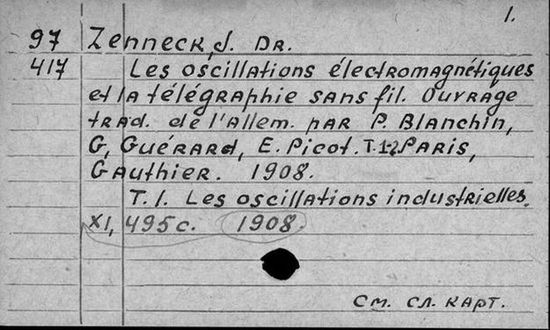 1.
97 Zenneck, J. DR.
417 Les oscillations électromagnétiques
et la télégraphie sans fil. Ouvrage
trad. de l'allem. par P. Blanchin,
G, Guérard, E. Picot. T. 1-2. Paris,
Gauthier. 1908.
T. 1. Les oscillations industrielles.
XI, 495 с. 1908.
См. сл. карт.